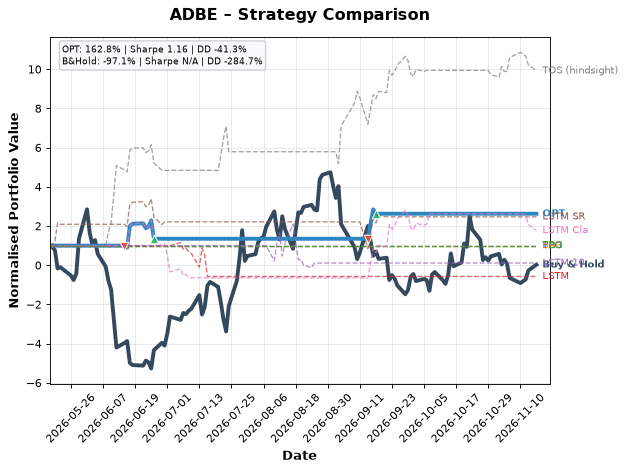 ADBE – Strategy Comparison
OPT: 162.8% | Sharpe 1.16 | DD -41.3%
B&Hold: -97.1% | Sharpe N/A | DD -284.7%
Normalised Portfolio Value
10
8
6
4
2
0
−2
−4
−6
TOS (hindsight)
OPT
LSTM SR
LSTM Cla
Buy & Hold
LSTM
2026-05-26
2026-06-07
2026-06-19
2026-07-01
2026-07-13
2026-07-25
2026-08-06
2026-08-18
2026-08-30
2026-09-11
2026-09-23
2026-10-05
2026-10-17
2026-10-29
2026-11-10
Date